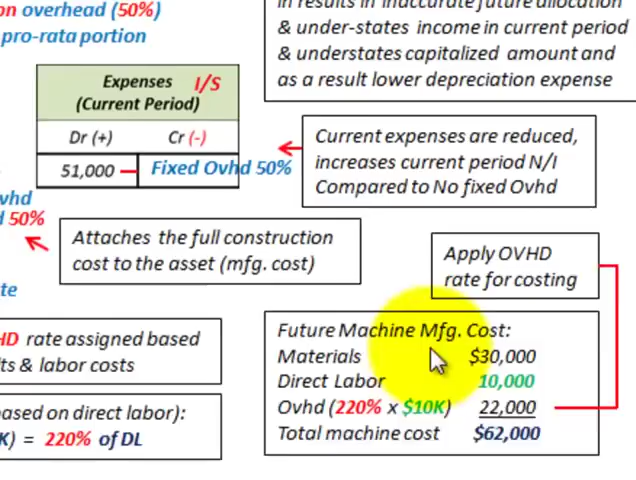 on overhead (50%)
pro-rata portion
in results in inaccurate future allocation
& under-states income in current period
& understates capitalized amount and
as a result lower depreciation expense
Expenses I/S
(Current Period)
Dr (+) Cr (-)
51,000 Fixed Ovhd 50%
Current expenses are reduced,
increases current period N/I
Compared to No fixed Ovhd
vhd
d 50%
Attaches the full construction
cost to the asset (mfg. cost)
Apply OVHD
rate for costing
te
HD rate assigned based
lts & labor costs
based on direct labor):
K) = 220% of DL
Future Machine Mfg. Cost:
Materials $30,000
Direct Labor 10,000
Ovhd (220% x $10K) 22,000
Total machine cost $62,000